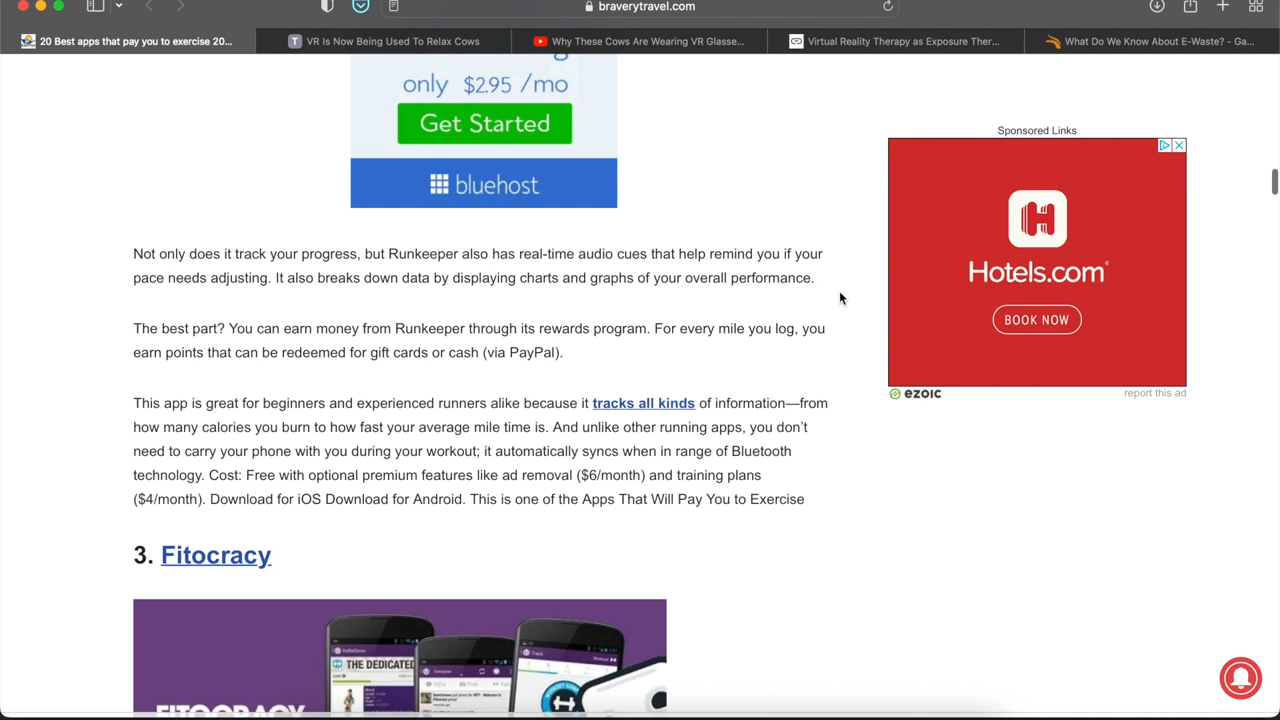 braverytravel.com
20 Best apps that pay you to exercise 20...
T VR Is Now Being Used To Relax Cows
Why These Cows Are Wearing VR Glasse...
Virtual Reality Therapy as Exposure Ther...
What Do We Know About E-Waste? - Ga...
only $2.95 /mo
Get Started
bluehost
Sponsored Links
H
Hotels.com
BOOK NOW
ezoic
report this ad
Not only does it track your progress, but Runkeeper also has real-time audio cues that help remind you if your
pace needs adjusting. It also breaks down data by displaying charts and graphs of your overall performance.
The best part? You can earn money from Runkeeper through its rewards program. For every mile you log, you
earn points that can be redeemed for gift cards or cash (via PayPal).
This app is great for beginners and experienced runners alike because it tracks all kinds of information—from
how many calories you burn to how fast your average mile time is. And unlike other running apps, you don’t
need to carry your phone with you during your workout; it automatically syncs when in range of Bluetooth
technology. Cost: Free with optional premium features like ad removal ($6/month) and training plans
($4/month). Download for iOS Download for Android. This is one of the Apps That Will Pay You to Exercise
3. Fitocracy
THE DEDICATED
Track
FITOCRACY